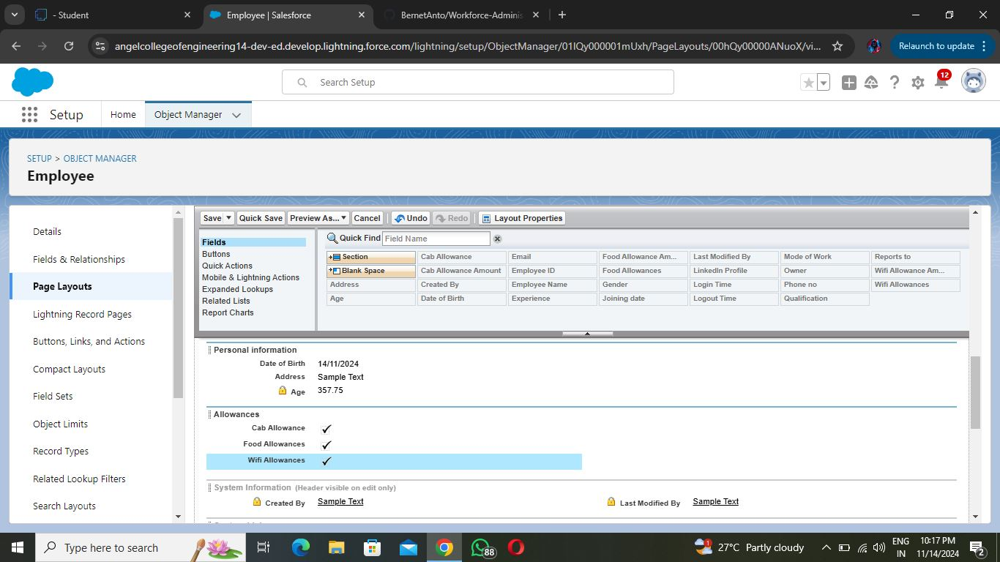 - Student
Employee | Salesforce
BernetAnto/Workforce-Adminis
angelcollegeofengineering14-dev-ed.develop.lightning.force.com/lightning/setup/ObjectManager/01IQy000001mUxh/PageLayouts/00hQy00000ANuoX/vi...
Relaunch to update
Search Setup
12
Setup
Home
Object Manager
SETUP > OBJECT MANAGER
Employee
Details
Fields & Relationships
Page Layouts
Lightning Record Pages
Buttons, Links, and Actions
Compact Layouts
Field Sets
Object Limits
Record Types
Related Lookup Filters
Search Layouts
Save Quick Save Preview As... Cancel Undo Redo Layout Properties
Fields
Buttons
Quick Actions
Mobile & Lightning Actions
Expanded Lookups
Related Lists
Report Charts
Quick Find Field Name
Section Cab Allowance Email Food Allowance Am... Last Modified By Mode of Work Reports to
Blank Space Cab Allowance Amount Employee ID Food Allowances LinkedIn Profile Owner Wifi Allowance Am...
Address Created By Employee Name Gender Login Time Phone no Wifi Allowances
Age Date of Birth Experience Joining date Logout Time Qualification
Personal information
Date of Birth 14/11/2024
Address Sample Text
Age 357.75
Allowances
Cab Allowance
Food Allowances
Wifi Allowances
System Information (Header visible on edit only)
Created By Sample Text Last Modified By Sample Text
Type here to search
88
1
27°C Partly cloudy
ENG
IN
10:17 PM
11/14/2024
2